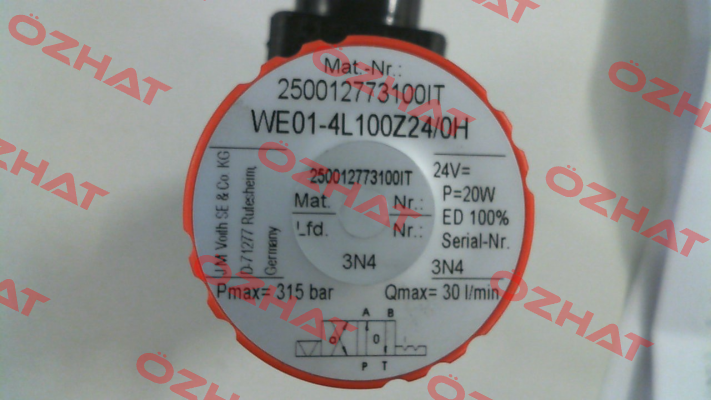 Mat.-Nr.:
250012773100IT
WE01-4L100Z24/0H
J.M. Voith SE & Co. KG
D-71277 Rutesheim,
Germany
250012773100IT
Mat. Nr.:
Lfd. Nr.:
3N4
24V=
P=20W
ED 100%
Serial-Nr.
3N4
Pmax= 315 bar
Qmax= 30 l/min
A B
a 0
P T
ÖZHAT
ÖZHAT
ÖZHAT
ÖZHAT
ÖZHAT
ÖZHAT
ÖZHAT
ÖZHAT
ÖZHAT